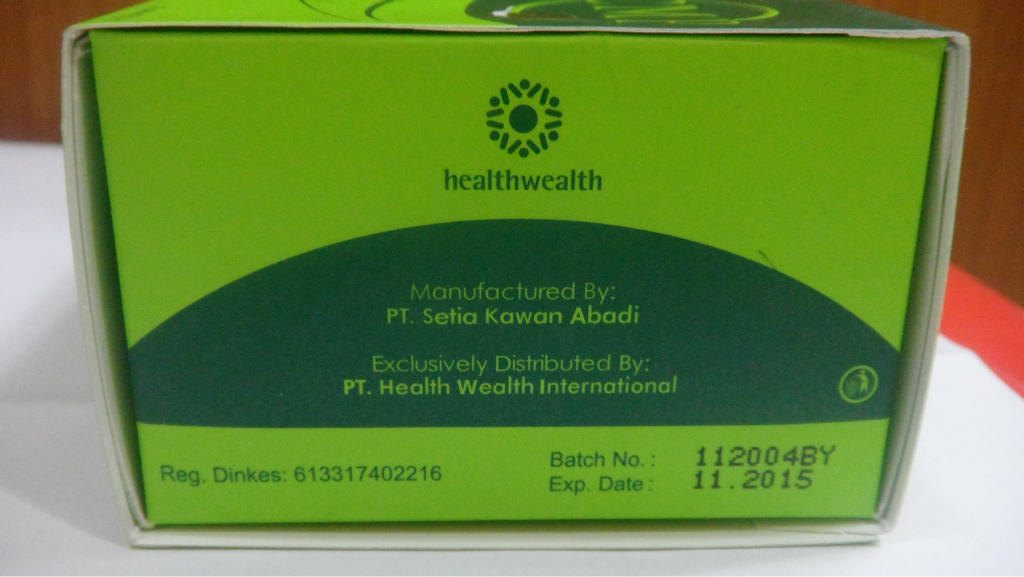 healthwealth
Manufactured By:
PT. Setia Kawan Abadi
Exclusively Distributed By:
PT. Health Wealth International
Reg. Dinkes: 613317402216
Batch No. : 112004BY
Exp. Date : 11.2015